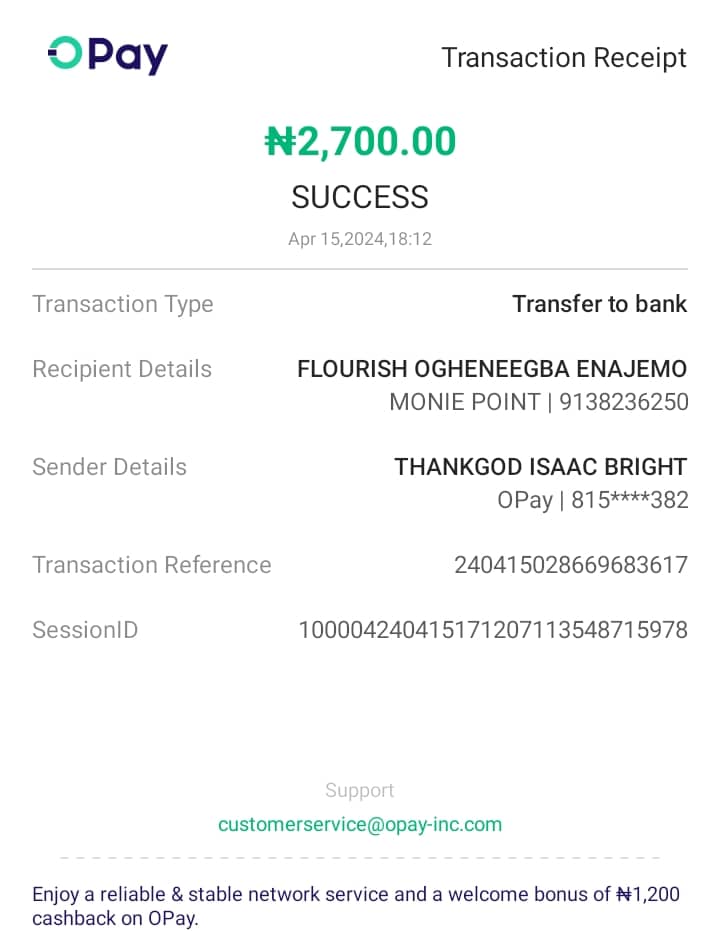 OPay
Transaction Receipt
₦2,700.00
SUCCESS
Apr 15,2024,18:12
Transaction Type Transfer to bank
Recipient Details FLOURISH OGHENEEGBA ENAJEMO
MONIE POINT | 9138236250
Sender Details THANKGOD ISAAC BRIGHT
OPay | 815****382
Transaction Reference 240415028669683617
SessionID 100004240415171207113548715978
Support
customerservice@opay-inc.com
Enjoy a reliable & stable network service and a welcome bonus of ₦1,200
cashback on OPay.